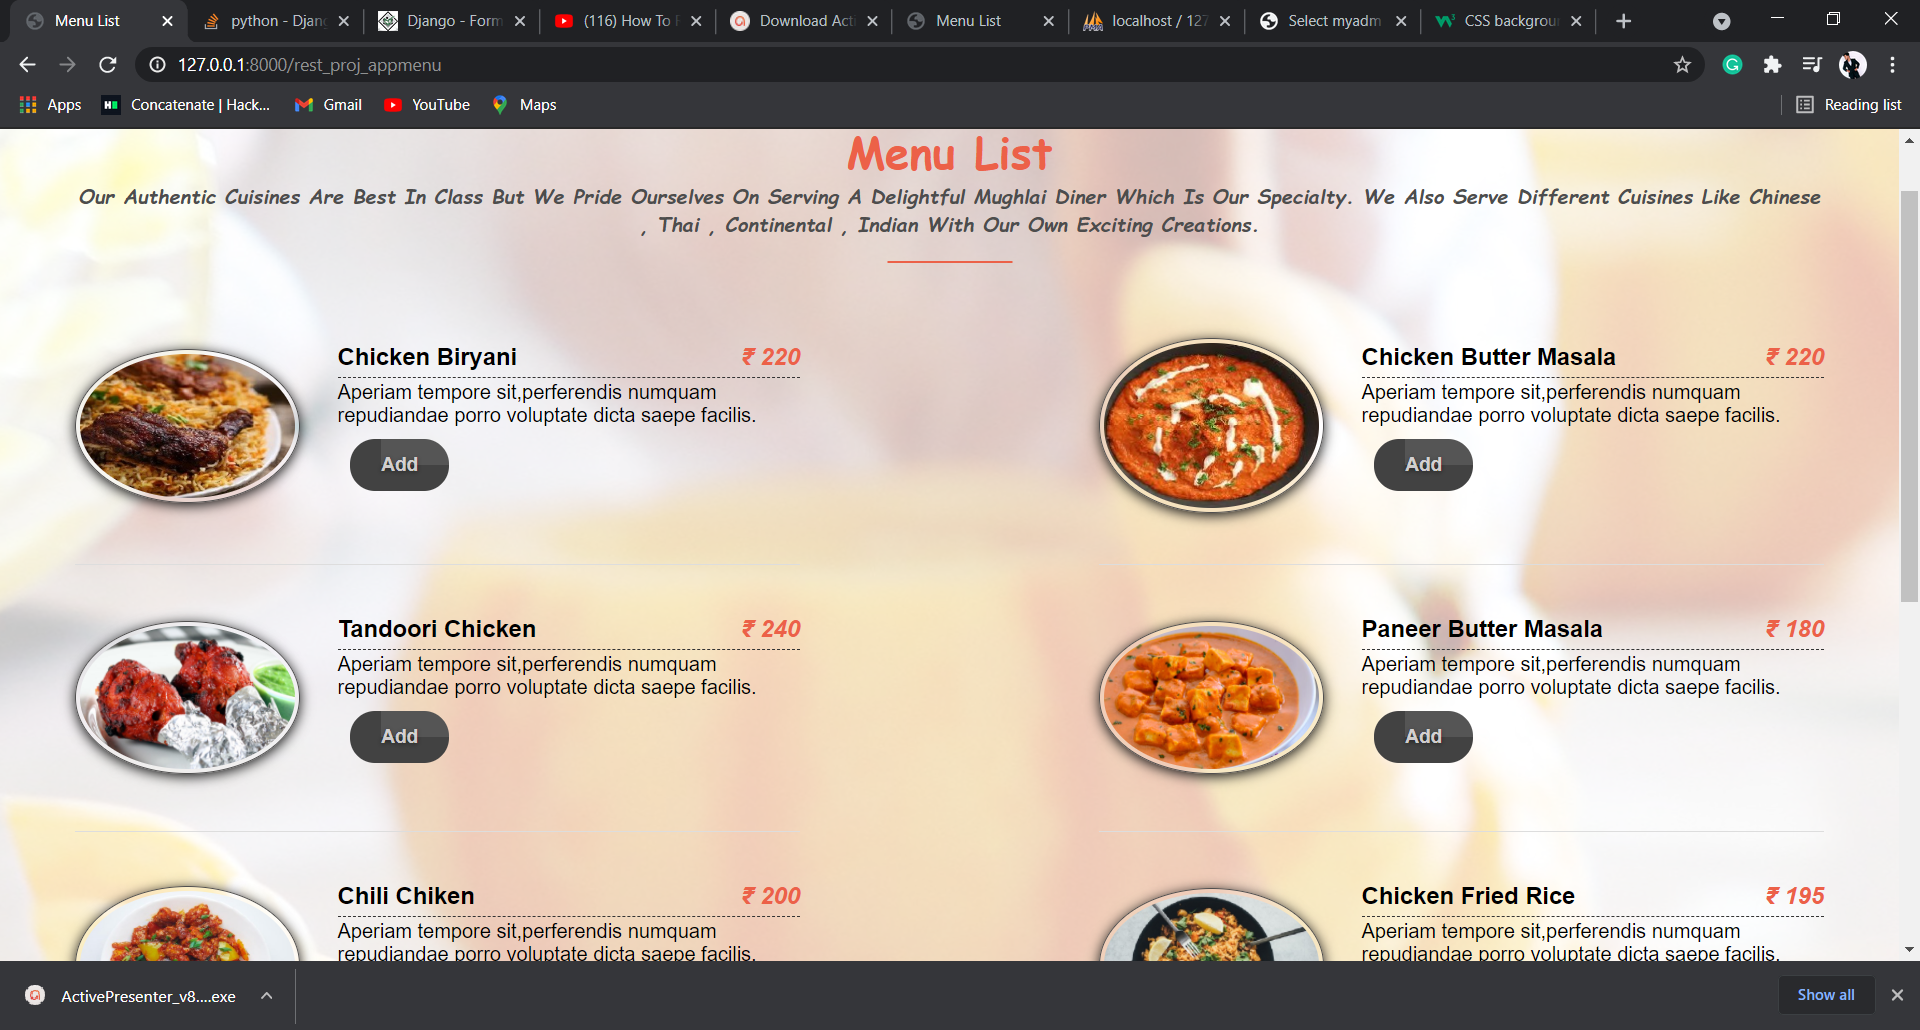 Menu List
python - Djan
Django - Form
(116) How To F
Download Acti
Menu List
localhost / 127
Select myadm
CSS backgroun
127.0.0.1:8000/rest_proj_appmenu
Apps
Concatenate | Hack...
Gmail
YouTube
Maps
Reading list
Menu List
Our Authentic Cuisines Are Best In Class But We Pride Ourselves On Serving A Delightful Mughlai Diner Which Is Our Specialty. We Also Serve Different Cuisines Like Chinese
, Thai , Continental , Indian With Our Own Exciting Creations.
Chicken Biryani ₹ 220
Aperiam tempore sit,perferendis numquam
repudiandae porro voluptate dicta saepe facilis.
Add
Chicken Butter Masala ₹ 220
Aperiam tempore sit,perferendis numquam
repudiandae porro voluptate dicta saepe facilis.
Add
Tandoori Chicken ₹ 240
Aperiam tempore sit,perferendis numquam
repudiandae porro voluptate dicta saepe facilis.
Add
Paneer Butter Masala ₹ 180
Aperiam tempore sit,perferendis numquam
repudiandae porro voluptate dicta saepe facilis.
Add
Chili Chiken ₹ 200
Aperiam tempore sit,perferendis numquam
repudiandae porro voluptate dicta saepe facilis.
Chicken Fried Rice ₹ 195
Aperiam tempore sit,perferendis numquam
repudiandae porro voluptate dicta saepe facilis.
ActivePresenter_v8....exe
Show all